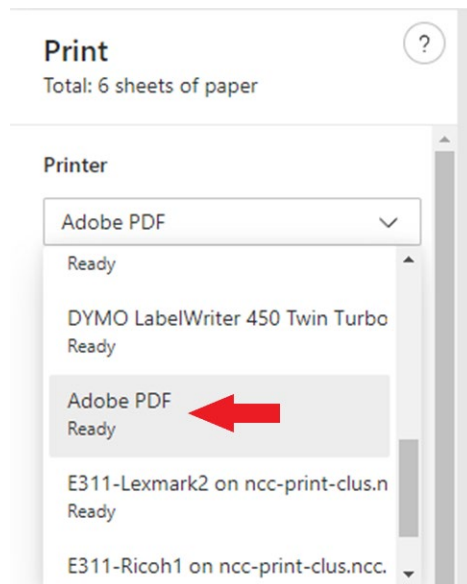 Print
?
Total: 6 sheets of paper
Printer
Adobe PDF
Ready
DYMO LabelWriter 450 Twin Turbo
Ready
Adobe PDF
Ready
E311-Lexmark2 on ncc-print-clus.n
Ready
E311-Ricoh1 on ncc-print-clus.ncc.